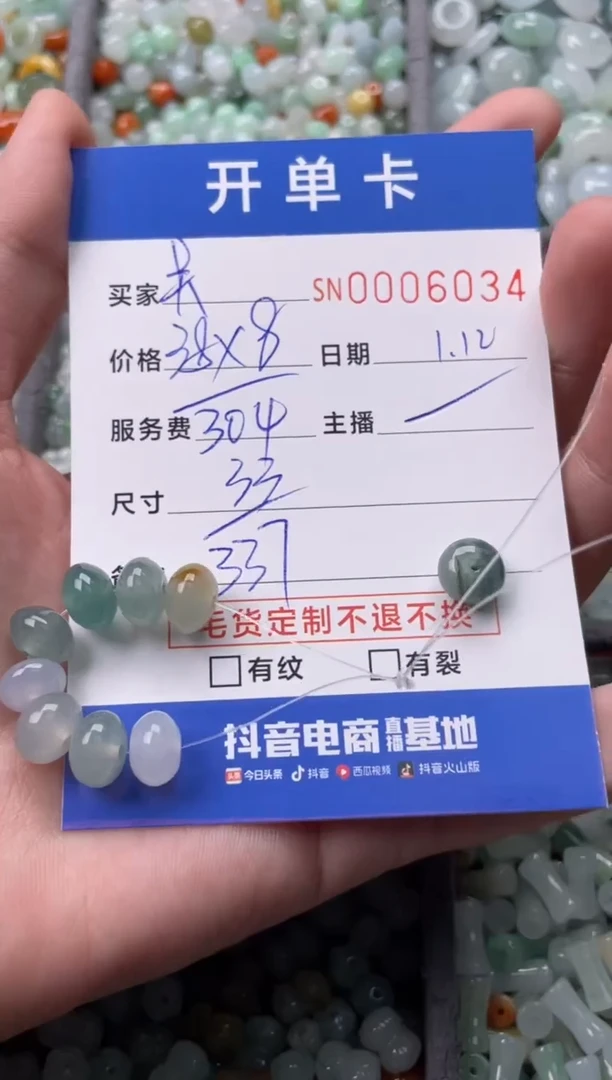 开单卡
买家
SN0006034
价格 38×8 日期 1.12
服务费 304 主播
尺寸 33
337
毛货定制不退不换
有纹 有裂
抖音电商直播基地
头条 今日头条 抖音 西瓜视频 抖音火山版